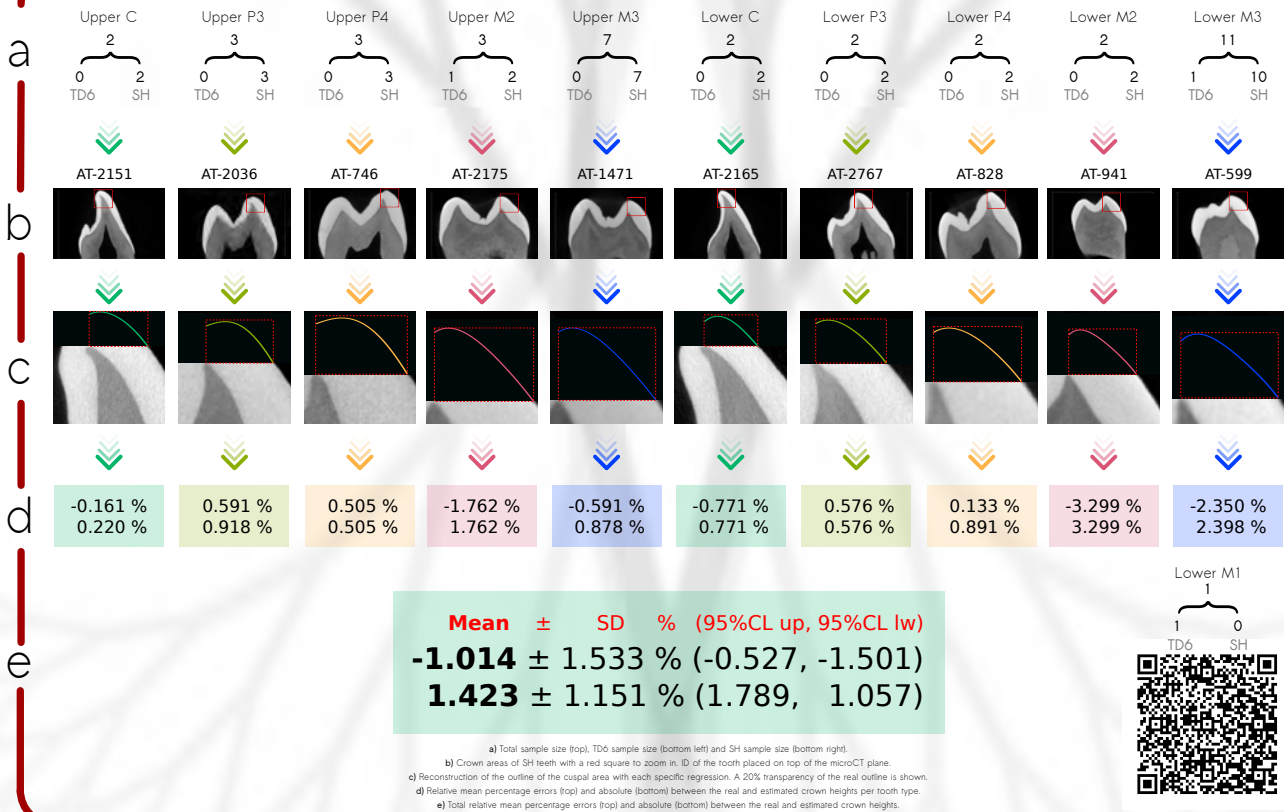 Upper C Upper P3 Upper P4 Upper M2 Upper M3 Lower C Lower P3 Lower P4 Lower M2 Lower M3
a
2 3 3 3 7 2 2 2 2 11
0 2 0 3 0 3 1 2 0 7 0 2 0 2 0 2 0 2 1 10
TD6 SH TD6 SH TD6 SH TD6 SH TD6 SH TD6 SH TD6 SH TD6 SH TD6 SH TD6 SH
AT-2151 AT-2036 AT-746 AT-2175 AT-1471 AT-2165 AT-2767 AT-828 AT-941 AT-599
b
c
d
-0.161 % 0.591 % 0.505 % -1.762 % -0.591 % -0.771 % 0.576 % 0.133 % -3.299 % -2.350 %
0.220 % 0.918 % 0.505 % 1.762 % 0.878 % 0.771 % 0.576 % 0.891 % 3.299 % 2.398 %
Lower M1
1
1 0
TD6 SH
e
Mean ± SD % (95%CL up, 95%CL lw)
-1.014 ± 1.533 % (-0.527, -1.501)
1.423 ± 1.151 % (1.789, 1.057)
a) Total sample size (top), TD6 sample size (bottom left) and SH sample size (bottom right).
b) Crown areas of SH teeth with a red square to zoom in. ID of the tooth placed on top of the microCT plane.
c) Reconstruction of the outline of the cuspal area with each specific regression. A 20% transparency of the real outline is shown.
d) Relative mean percentage errors (top) and absolute (bottom) between the real and estimated crown heights per tooth type.
e) Total relative mean percentage errors (top) and absolute (bottom) between the real and estimated crown heights.